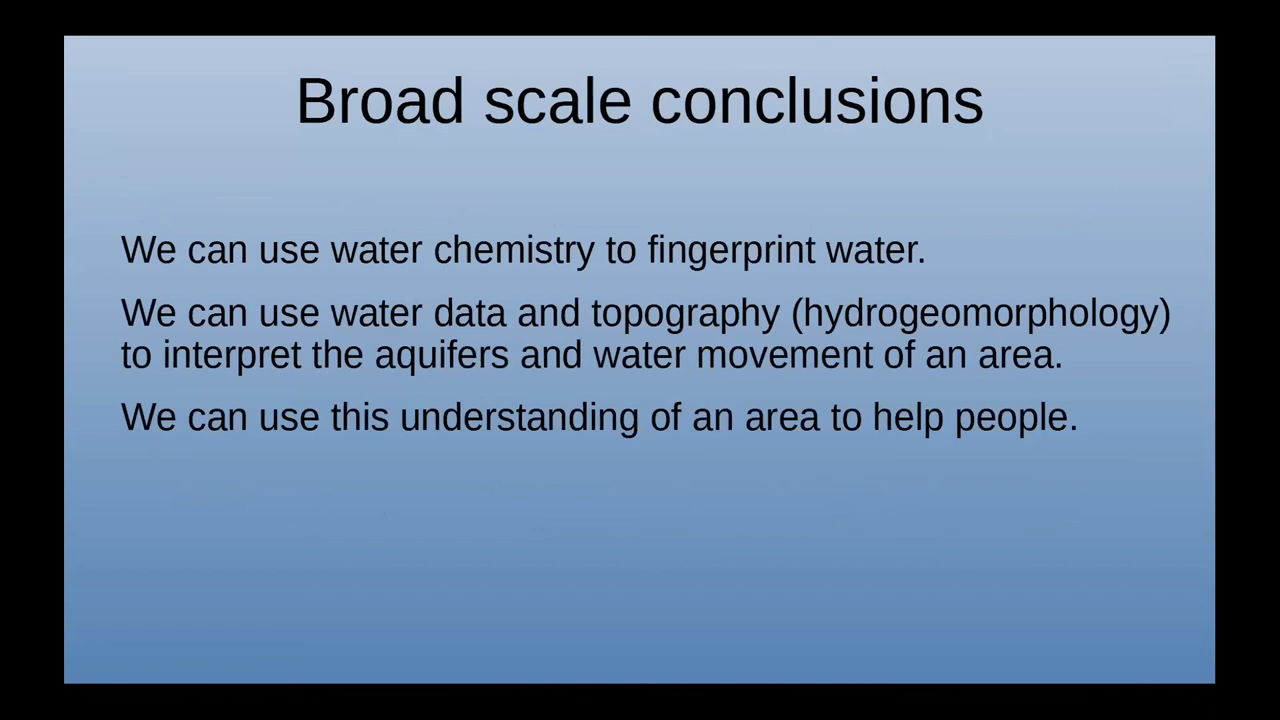 Broad scale conclusions
We can use water chemistry to fingerprint water.
We can use water data and topography (hydrogeomorphology)
to interpret the aquifers and water movement of an area.
We can use this understanding of an area to help people.